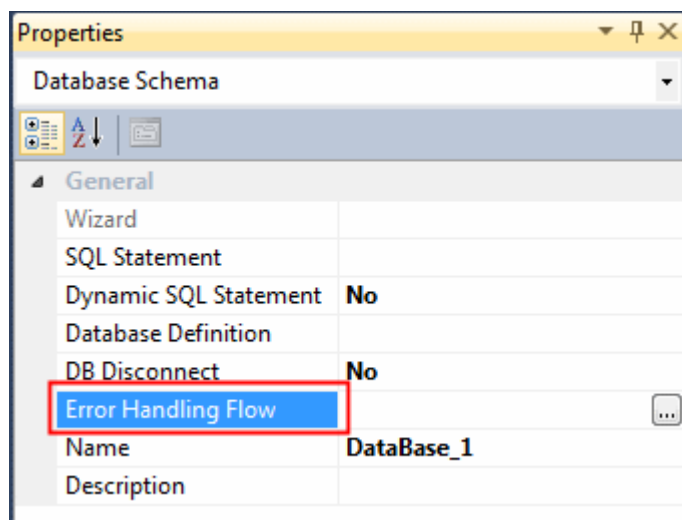 Properties
Database Schema
A
Z
General
Wizard
SQL Statement
Dynamic SQL Statement No
Database Definition
DB Disconnect No
Error Handling Flow ...
Name DataBase_1
Description